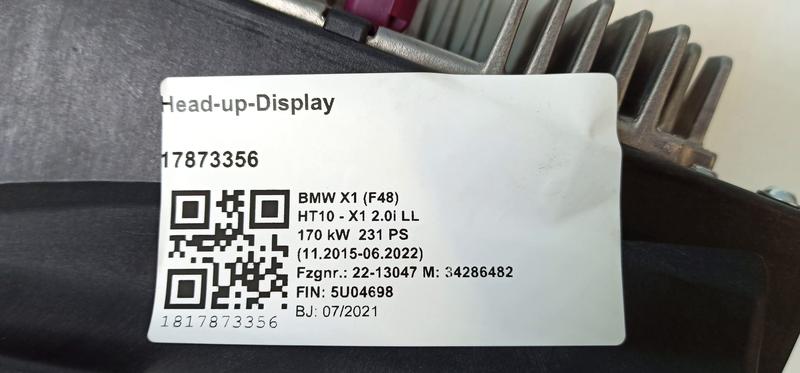 Head-up-Display
17873356
BMW X1 (F48)
HT10 - X1 2.0i LL
170 kW 231 PS
(11.2015-06.2022)
Fzgnr.: 22-13047 M: 34286482
FIN: 5U04698
BJ: 07/2021
1817873356